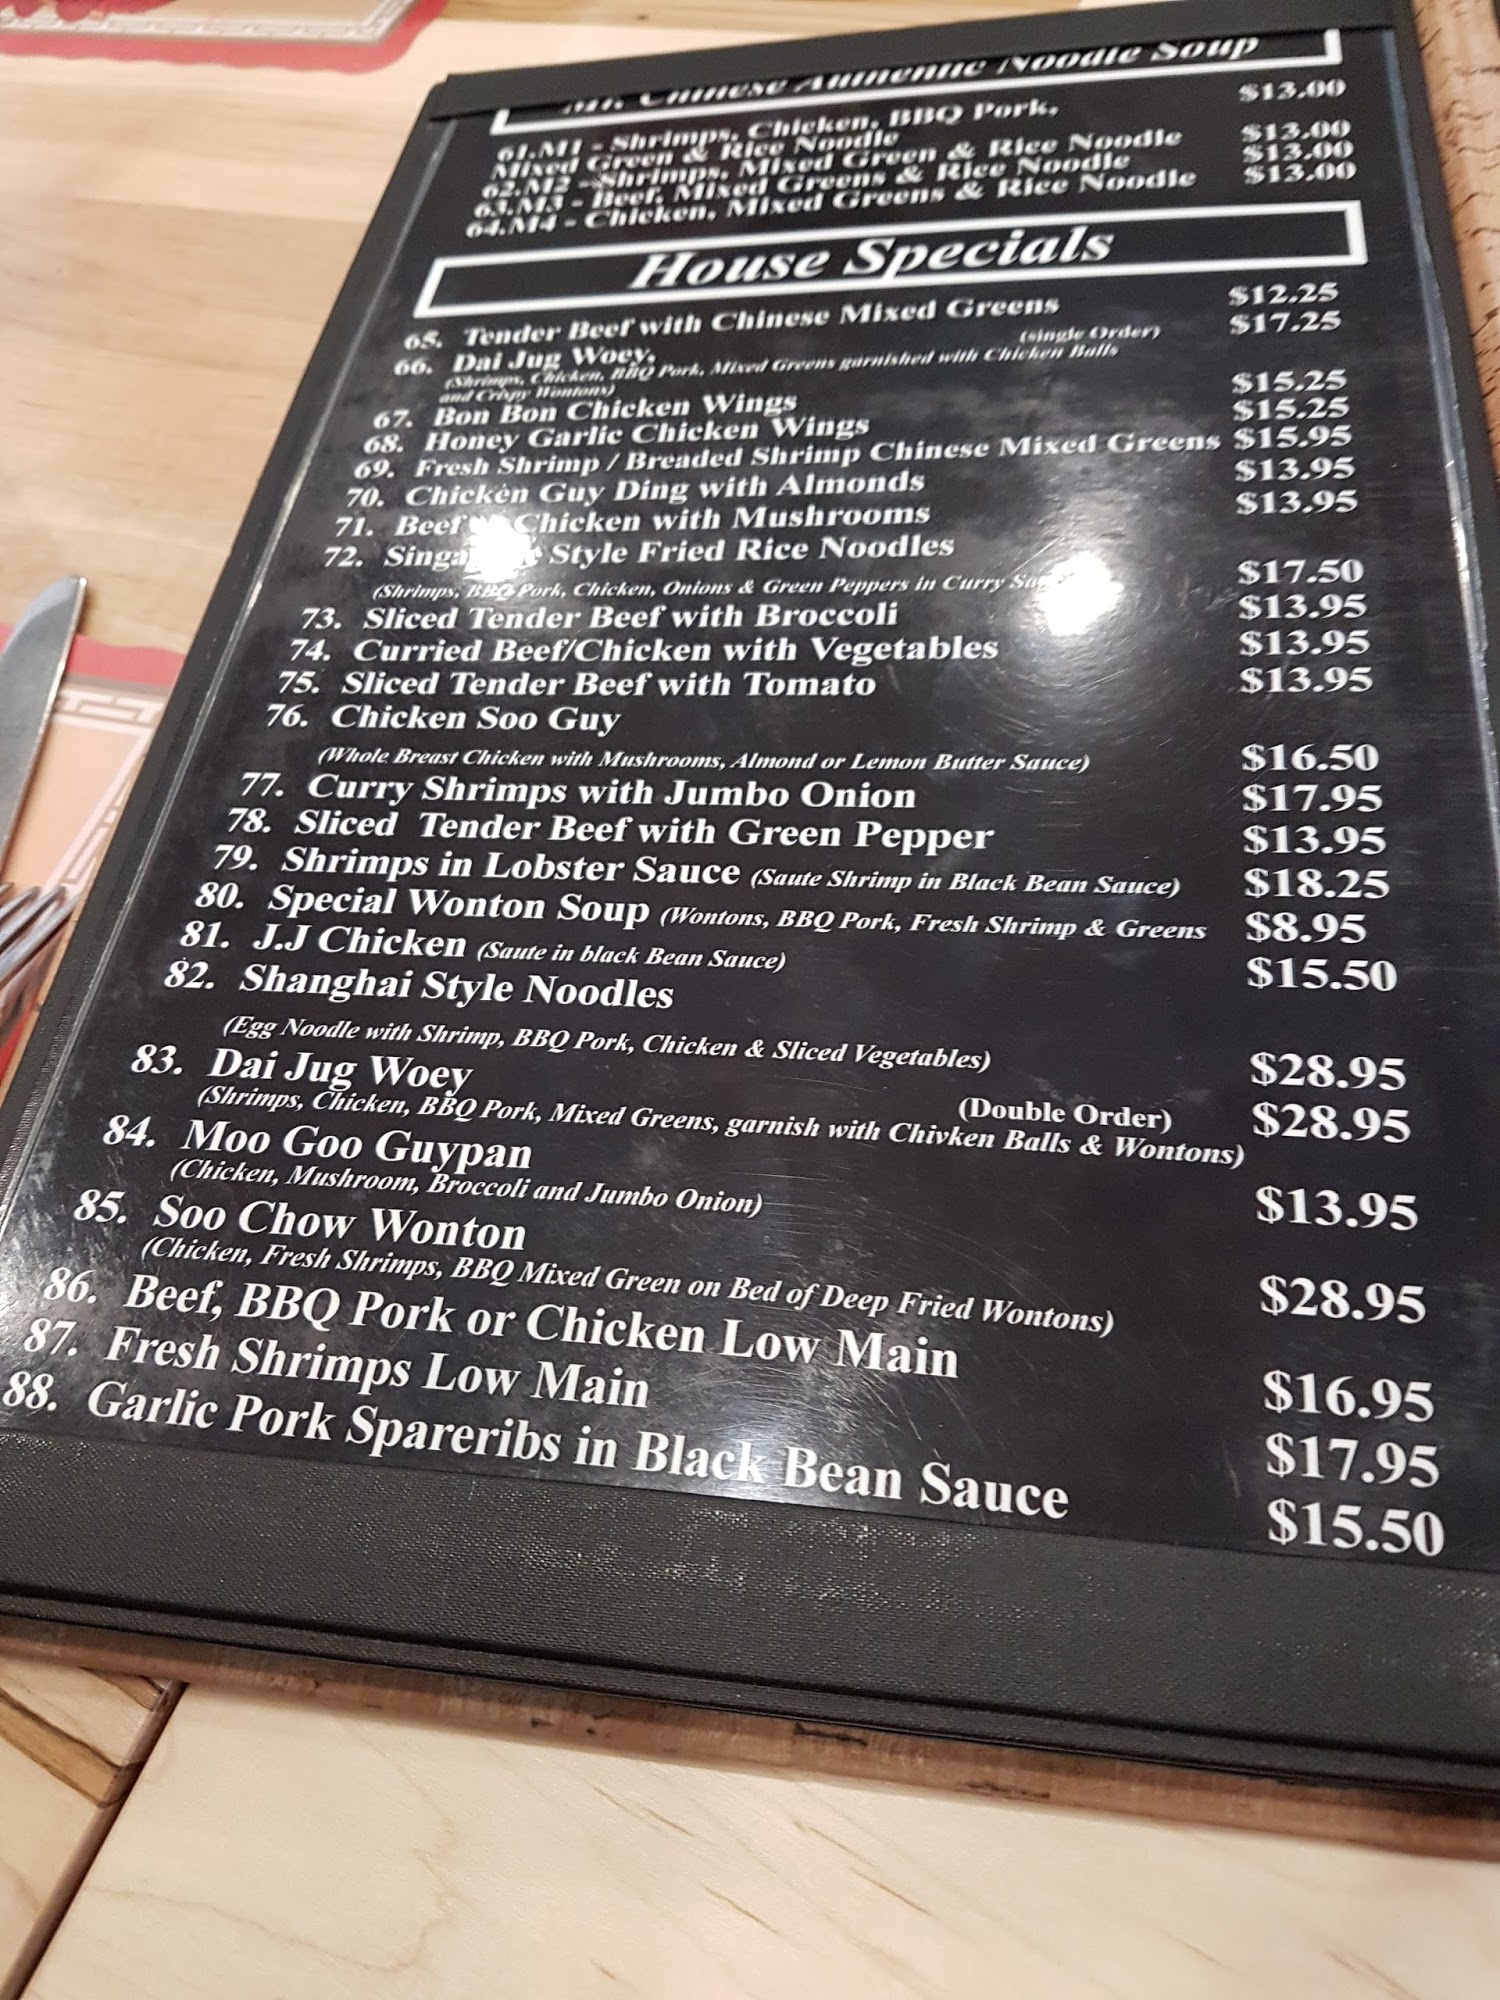 Mr. Chinese Authentic Noodle Soup
61.M1 - Shrimps, Chicken, BBQ Pork, $13.00
Mixed Green & Rice Noodle
62.M2 - Shrimps, Mixed Green & Rice Noodle $13.00
63.M3 - Beef, Mixed Greens & Rice Noodle $13.00
64.M4 - Chicken, Mixed Greens & Rice Noodle $13.00
House Specials
65. Tender Beef with Chinese Mixed Greens $12.25
66. Dai Jug Woey, (single Order) $17.25
(Shrimps, Chicken, BBQ Pork, Mixed Greens garnished with Chicken Balls
and Crispy Wontons)
67. Bon Bon Chicken Wings $15.25
68. Honey Garlic Chicken Wings $15.25
69. Fresh Shrimp / Breaded Shrimp Chinese Mixed Greens $15.95
70. Chicken Guy Ding with Almonds $13.95
71. Beef Chicken with Mushrooms $13.95
72. Style Fried Rice Noodles
(Shrimps, BBQ Pork, Chicken, Onions & Green Peppers in Curry $17.50
73. Sliced Tender Beef with Broccoli $13.95
74. Curried Beef/Chicken with Vegetables $13.95
75. Sliced Tender Beef with Tomato $13.95
76. Chicken Soo Guy
(Whole Breast Chicken with Mushrooms, Almond or Lemon Butter Sauce) $16.50
77. Curry Shrimps with Jumbo Onion $17.95
78. Sliced Tender Beef with Green Pepper $13.95
79. Shrimps in Lobster Sauce (Saute Shrimp in Black Bean Sauce) $18.25
80. Special Wonton Soup (Wontons, BBQ Pork, Fresh Shrimp & Greens $8.95
81. J.J Chicken (Saute in black Bean Sauce) $15.50
82. Shanghai Style Noodles
(Egg Noodle with Shrimp, BBQ Pork, Chicken & Sliced Vegetables) $28.95
83. Dai Jug Woey (Double Order) $28.95
(Shrimps, Chicken, BBQ Pork, Mixed Greens, garnish with Chivken Balls & Wontons)
84. Moo Goo Guypan $13.95
(Chicken, Mushroom, Broccoli and Jumbo Onion)
85. Soo Chow Wonton $28.95
(Chicken, Fresh Shrimps, BBQ Mixed Green on Bed of Deep Fried Wontons)
86. Beef, BBQ Pork or Chicken Low Main $16.95
87. Fresh Shrimps Low Main $17.95
88. Garlic Pork Spareribs in Black Bean Sauce $15.50